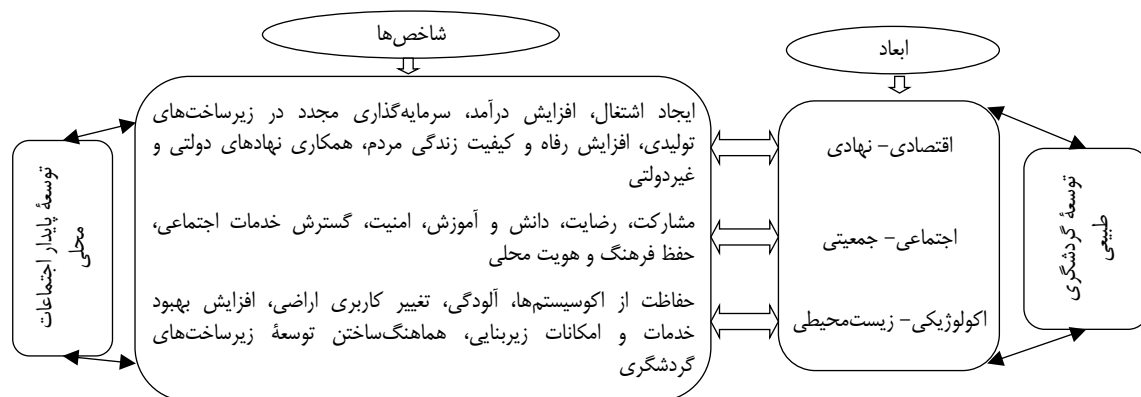 شاخص‌ها
ابعاد
توسعۀ گردشگری
طبیعی
اقتصادی– نهادی
اجتماعی– جمعیتی
اکولوژیکی– زیست‌محیطی
ایجاد اشتغال، افزایش درآمد، سرمایه‌گذاری مجدد در زیرساخت‌های
تولیدی، افزایش رفاه و کیفیت زندگی مردم، همکاری نهادهای دولتی و
غیردولتی
مشارکت، رضایت، دانش و آموزش، امنیت، گسترش خدمات اجتماعی،
حفظ فرهنگ و هویت محلی
حفاظت از اکوسیستم‌ها، آلودگی، تغییر کاربری اراضی، افزایش بهبود
خدمات و امکانات زیربنایی، هماهنگ‌ساختن توسعۀ زیرساخت‌های
گردشگری
توسعۀ پایدار اجتماعات
محلی